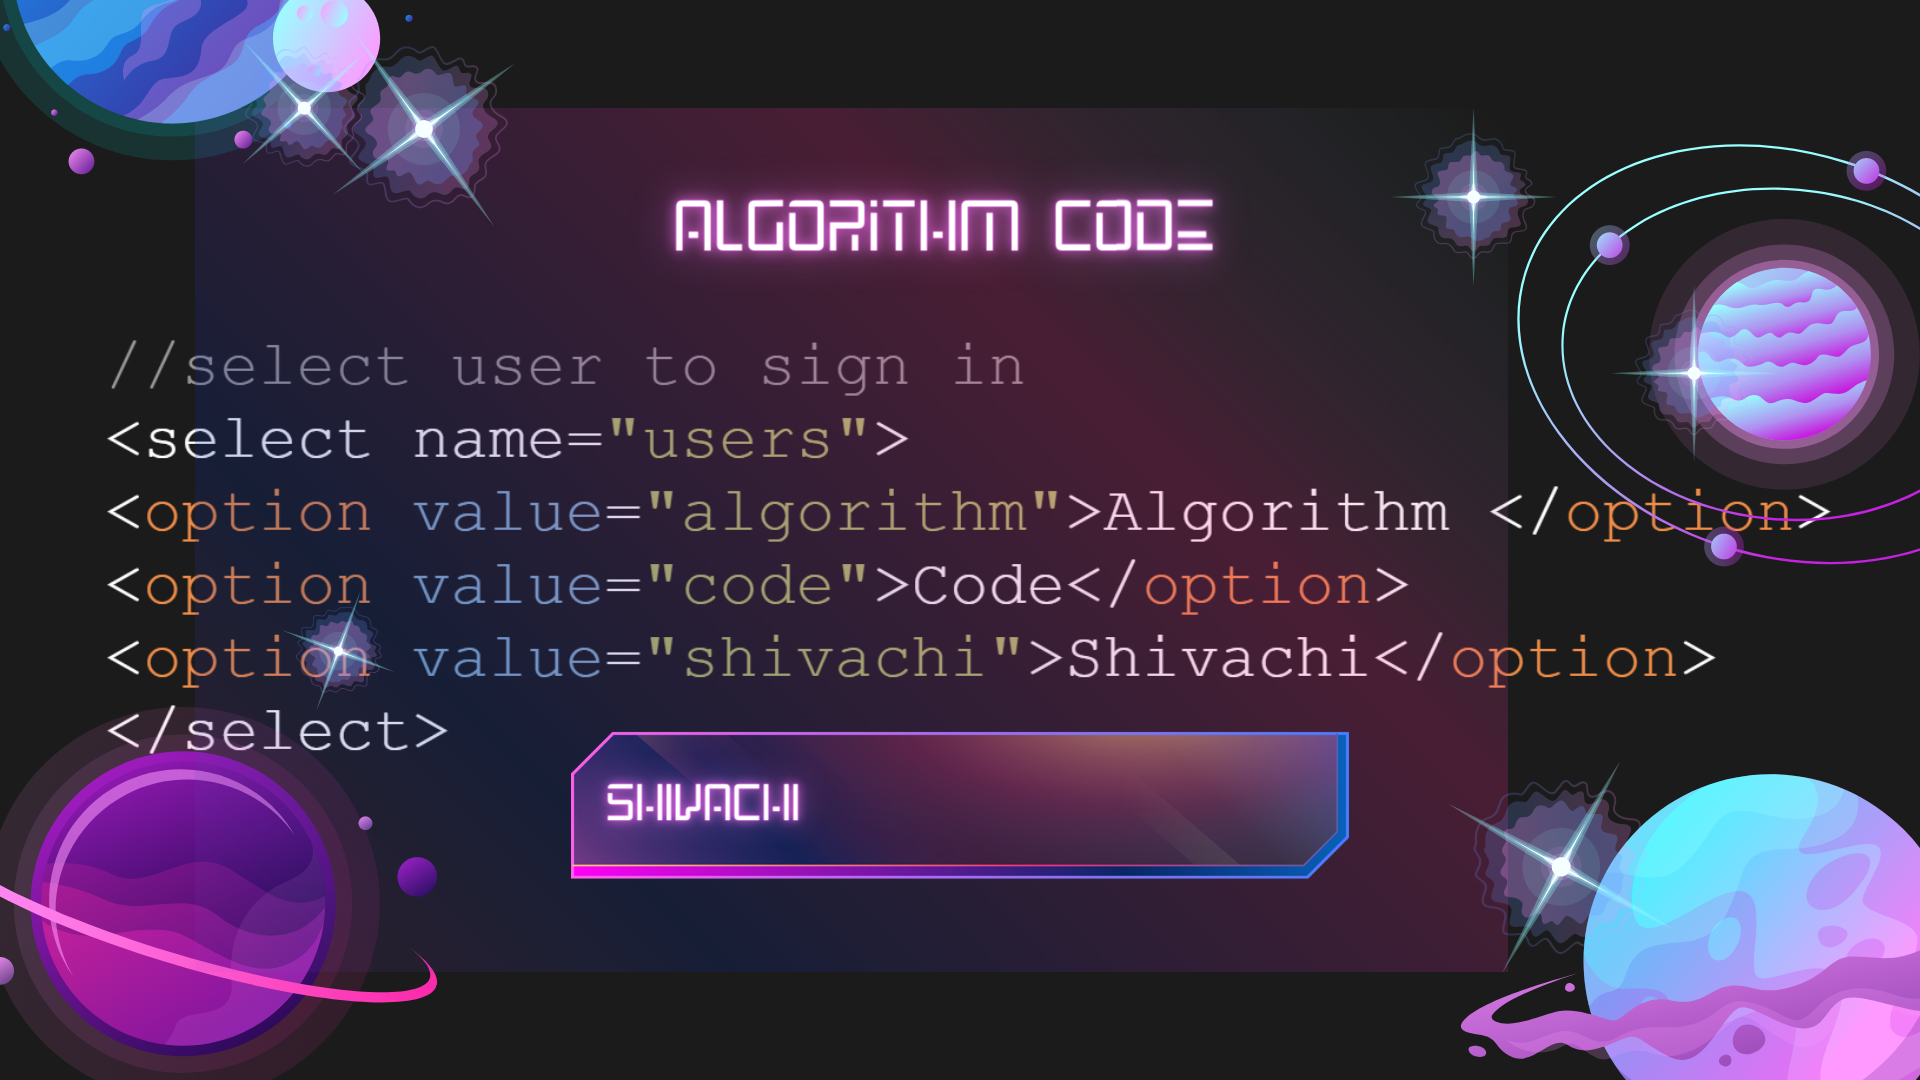 ALGORITHM CODE
//select user to sign in
<select name="users">
<option value="algorithm">Algorithm </option>
<option value="code">Code</option>
<option value="shivachi">Shivachi</option>
</select>
SHIVACHI